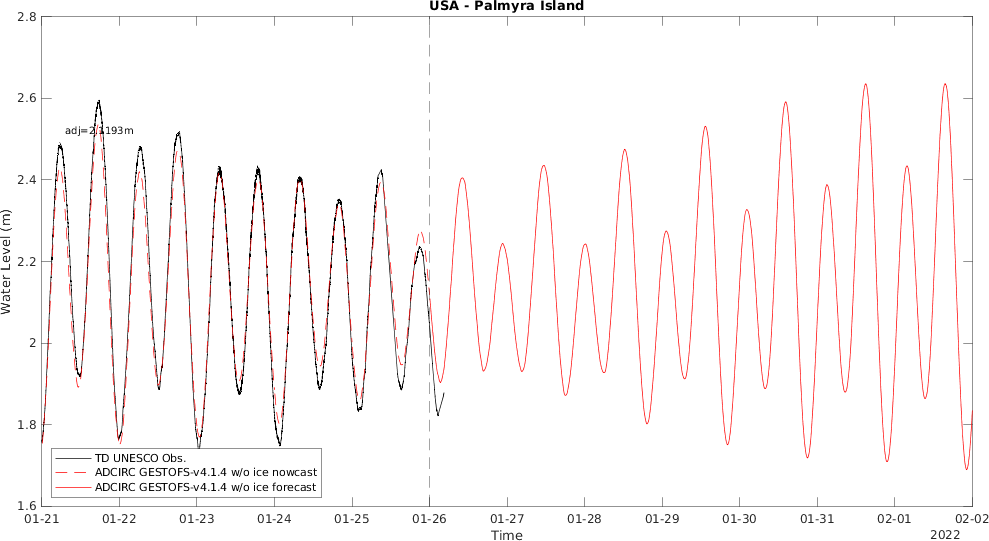 USA - Palmyra Island
2.8
2.6
2.4
2.2
2
1.8
1.6
Water Level (m)
adj=2.1193m
TD UNESCO Obs.
ADCIRC GESTOFS-v4.1.4 w/o ice nowcast
ADCIRC GESTOFS-v4.1.4 w/o ice forecast
01-21 01-22 01-23 01-24 01-25 01-26 01-27 01-28 01-29 01-30 01-31 02-01 02-02
Time
2022